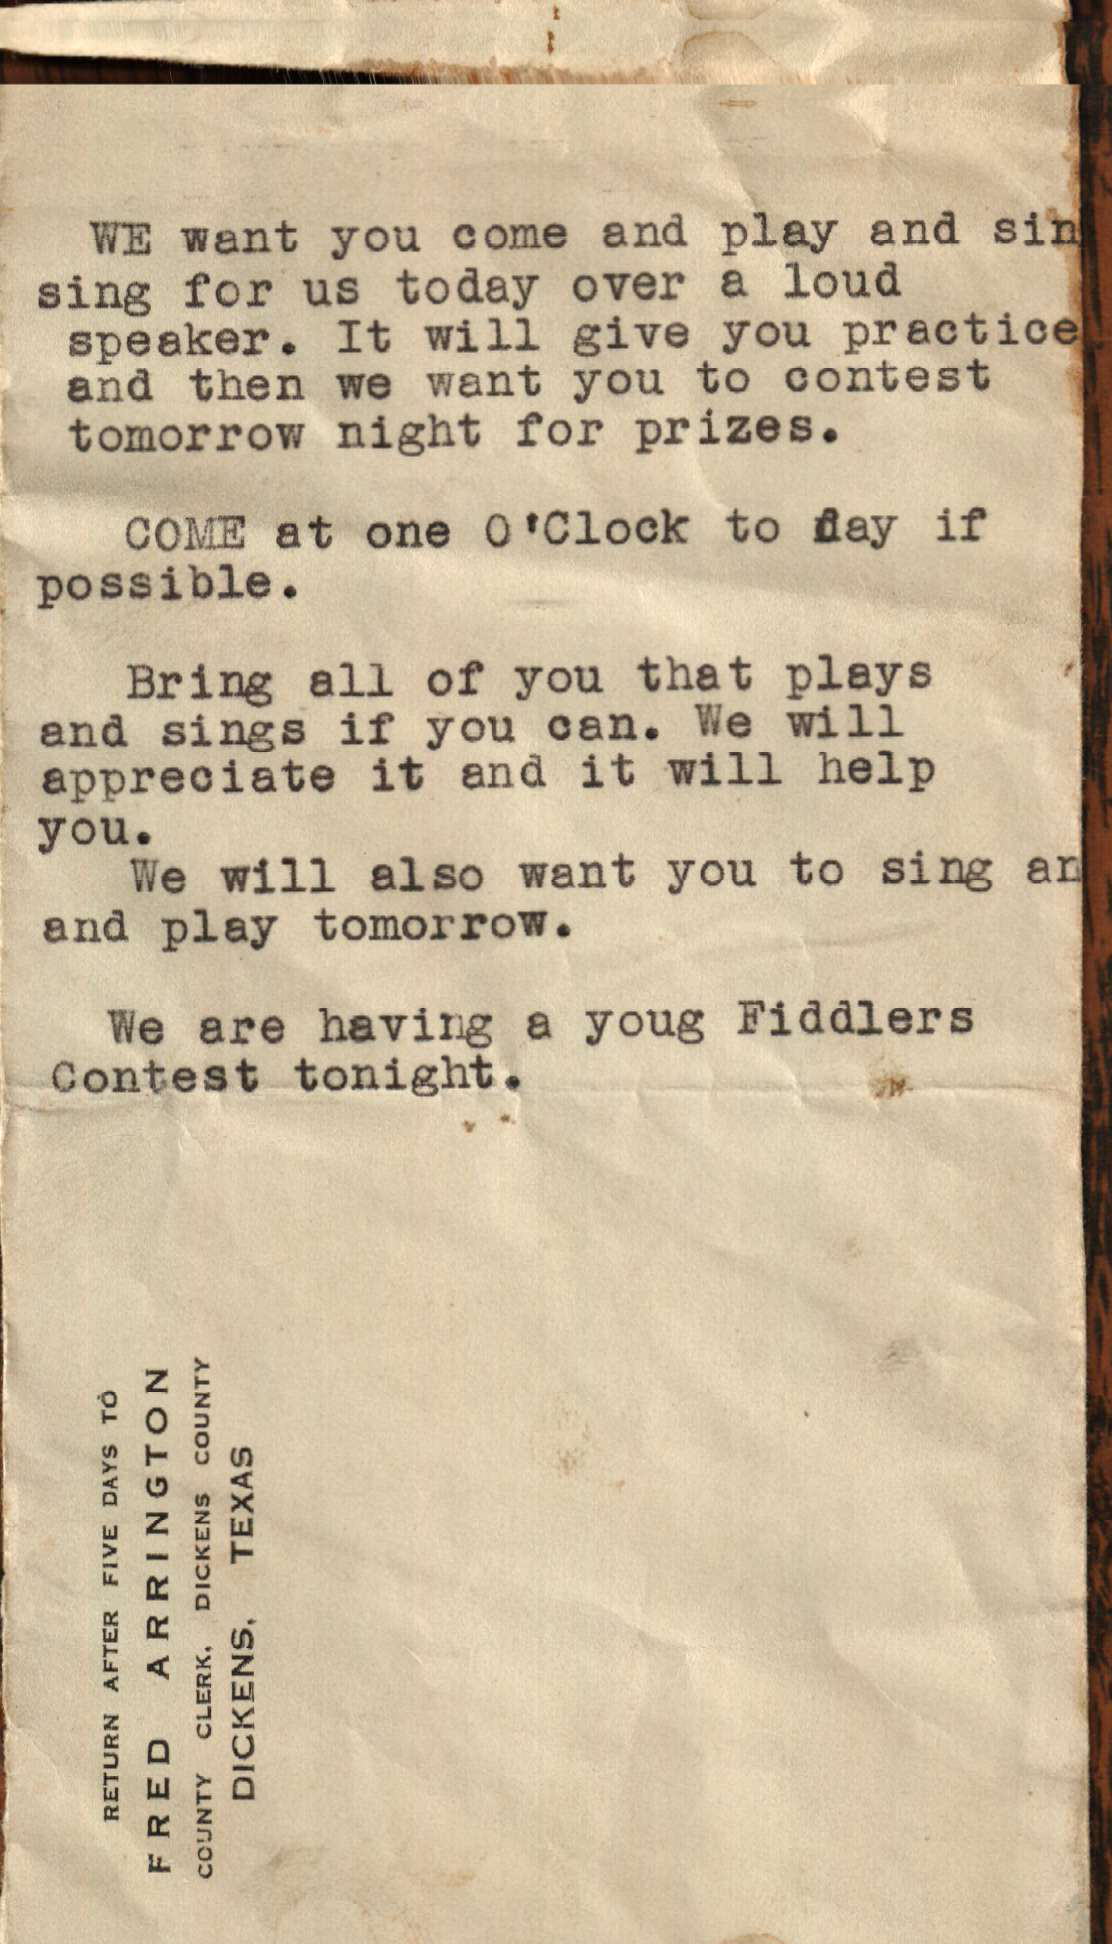 WE want you come and play and sin
sing for us today over a loud
speaker. It will give you practice
and then we want you to contest
tomorrow night for prizes.
COME at one O'Clock to day if
possible.
Bring all of you that plays
and sings if you can. We will
appreciate it and it will help
you.
We will also want you to sing an
and play tomorrow.
We are having a youg Fiddlers
Contest tonight.
RETURN AFTER FIVE DAYS TO
FRED ARRINGTON
COUNTY CLERK, DICKENS COUNTY
DICKENS, TEXAS